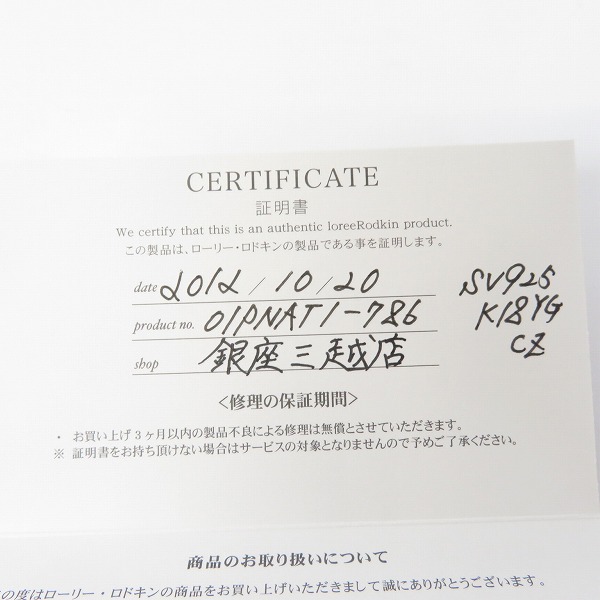 CERTIFICATE
証明書
We certify that this is an authentic loreeRodkin product.
この製品は、ローリー・ロドキンの製品である事を証明します。
date 2012/10/20
SV925
product no. 01PNAT1-786
K18YG
shop 銀座三越店
CZ
<修理の保証期間>
・ お買い上げ3ヶ月以内の製品不良による修理は無償とさせていただきます。
※ 証明書をお持ち頂けない場合はサービスの対象となりませんので予めご了承ください。
商品のお取り扱いについて
の度はローリー・ロドキンの商品をお買い上げいただきまして誠にありがとうございます。